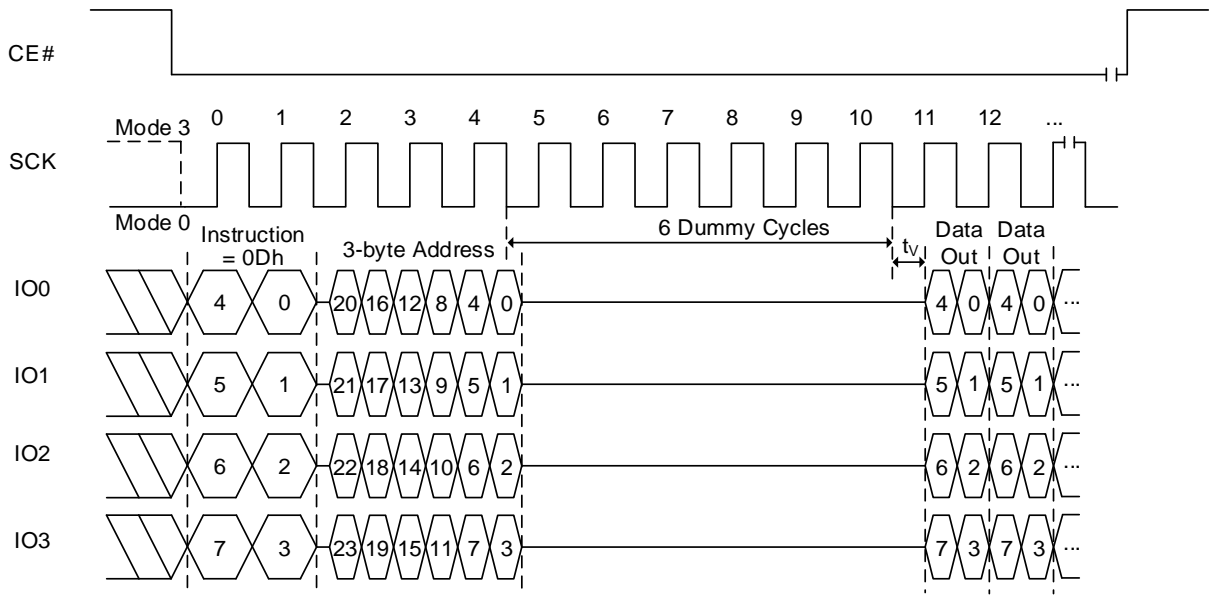 CE#
0 1 2 3 4 5 6 7 8 9 10 11 12 ...
Mode 3
SCK
Mode 0
6 Dummy Cycles
Instruction
= 0Dh
3-byte Address
tV
Data
Out
Data
Out
IO0 4 0 20 16 12 8 4 0 4 0 4 0 ...
IO1 5 1 21 17 13 9 5 1 5 1 5 1 ...
IO2 6 2 22 18 14 10 6 2 6 2 6 2 ...
IO3 7 3 23 19 15 11 7 3 7 3 7 3 ...